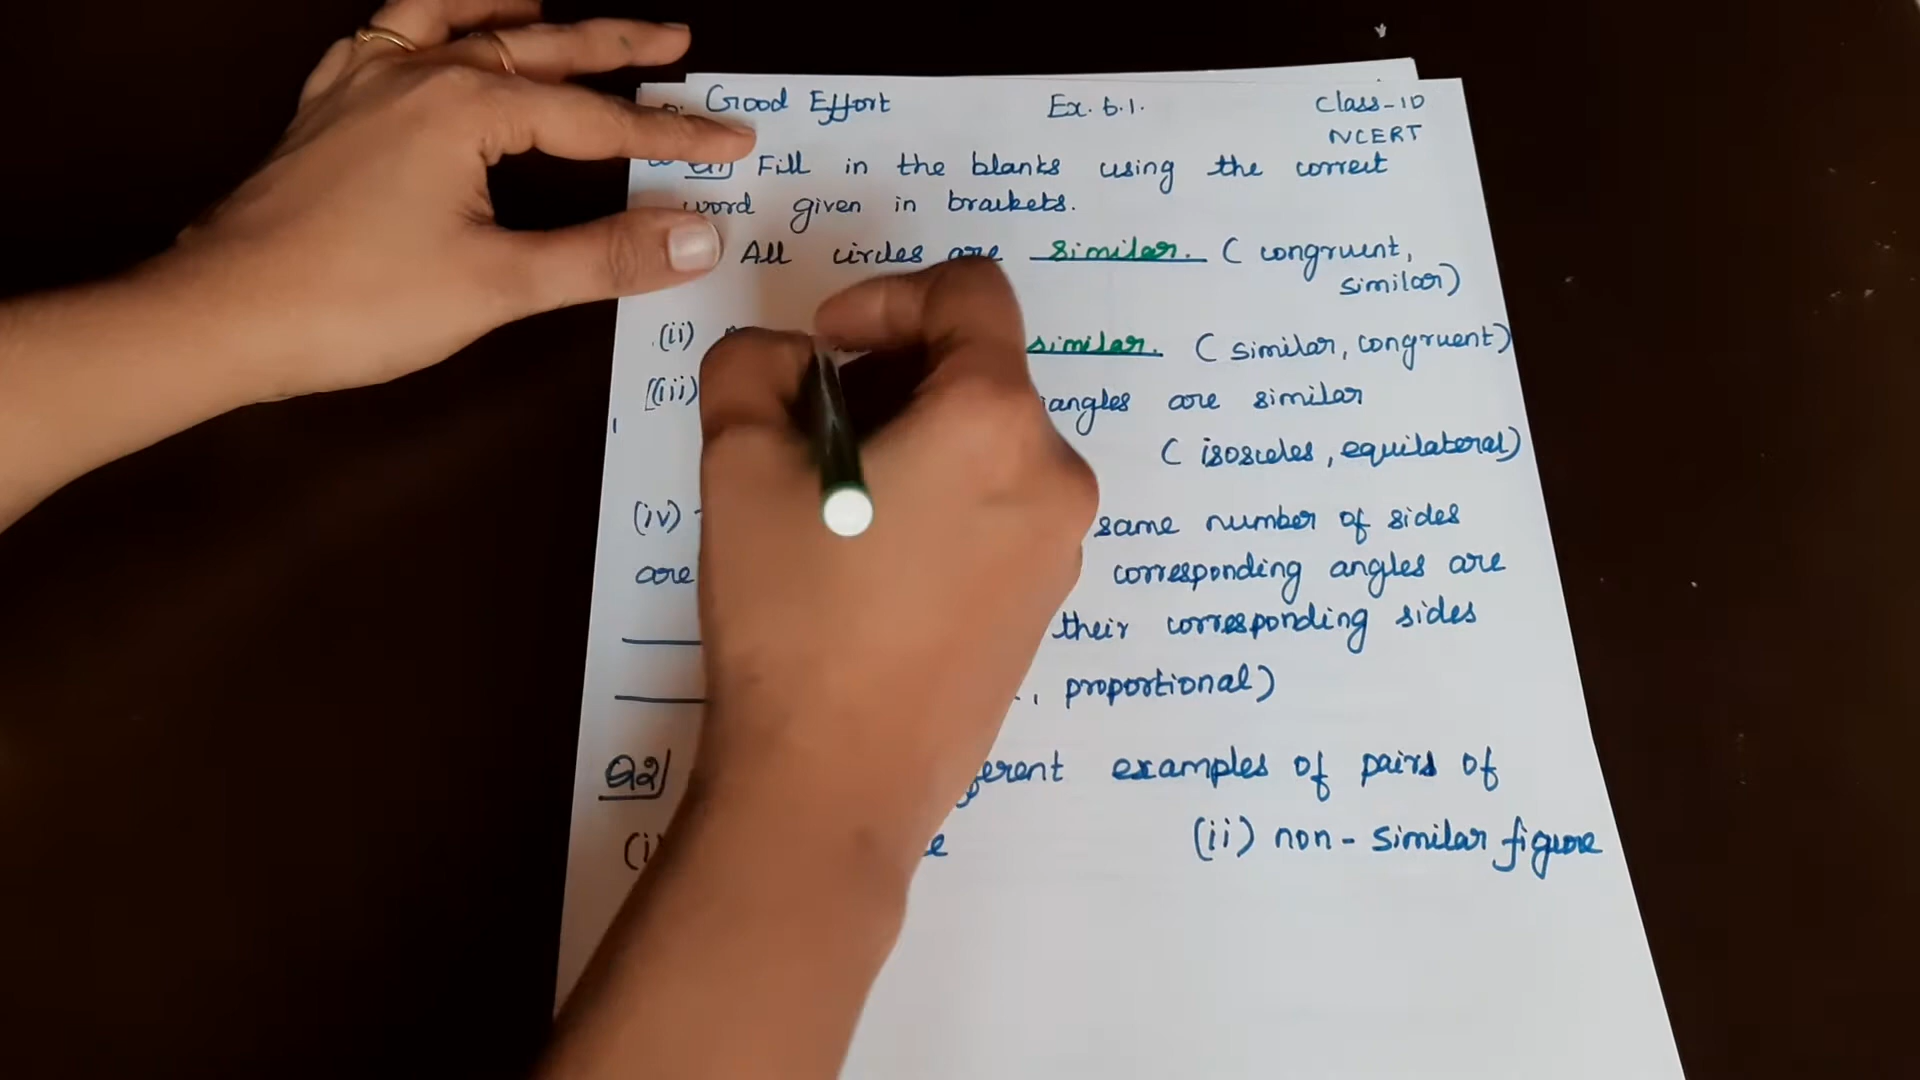 Good Effort Ex. 6.1. Class-10
NCERT
Q1) Fill in the blanks using the correct
word given in brackets.
All circles are similar. ( congruent,
similar)
(ii) similar. ( similar, congruent)
(iii) angles are similar
( isosceles, equilateral)
(iv) same number of sides
are corresponding angles are
their corresponding sides
, proportional)
Q2) ferent examples of pairs of
(i) (ii) non-similar figure